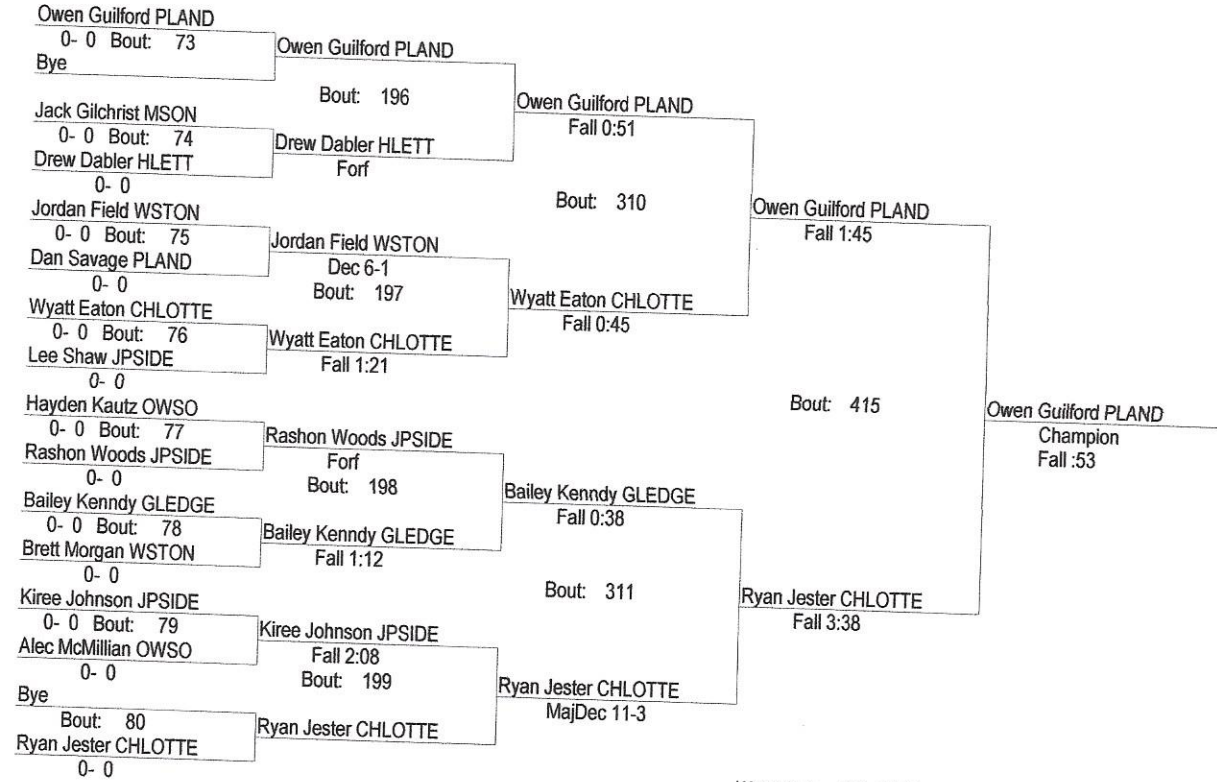 Owen Guilford PLAND
0- 0 Bout: 73
Bye
Owen Guilford PLAND
Bout: 196
Jack Gilchrist MSON
0- 0 Bout: 74
Drew Dabler HLETT
0- 0
Drew Dabler HLETT
Forf
Owen Guilford PLAND
Fall 0:51
Bout: 310
Jordan Field WSTON
0- 0 Bout: 75
Dan Savage PLAND
0- 0
Jordan Field WSTON
Dec 6-1
Bout: 197
Wyatt Eaton CHLOTTE
0- 0 Bout: 76
Lee Shaw JPSIDE
0- 0
Wyatt Eaton CHLOTTE
Fall 1:21
Wyatt Eaton CHLOTTE
Fall 0:45
Owen Guilford PLAND
Fall 1:45
Bout: 415
Hayden Kautz OWSO
0- 0 Bout: 77
Rashon Woods JPSIDE
0- 0
Rashon Woods JPSIDE
Forf
Bout: 198
Bailey Kenndy GLEDGE
0- 0 Bout: 78
Brett Morgan WSTON
0- 0
Bailey Kenndy GLEDGE
Fall 1:12
Bailey Kenndy GLEDGE
Fall 0:38
Bout: 311
Kiree Johnson JPSIDE
0- 0 Bout: 79
Alec McMillian OWSO
0- 0
Kiree Johnson JPSIDE
Fall 2:08
Bout: 199
Bye
Bout: 80
Ryan Jester CHLOTTE
0- 0
Ryan Jester CHLOTTE
Ryan Jester CHLOTTE
MajDec 11-3
Ryan Jester CHLOTTE
Fall 3:38
Owen Guilford PLAND
Champion
Fall :53